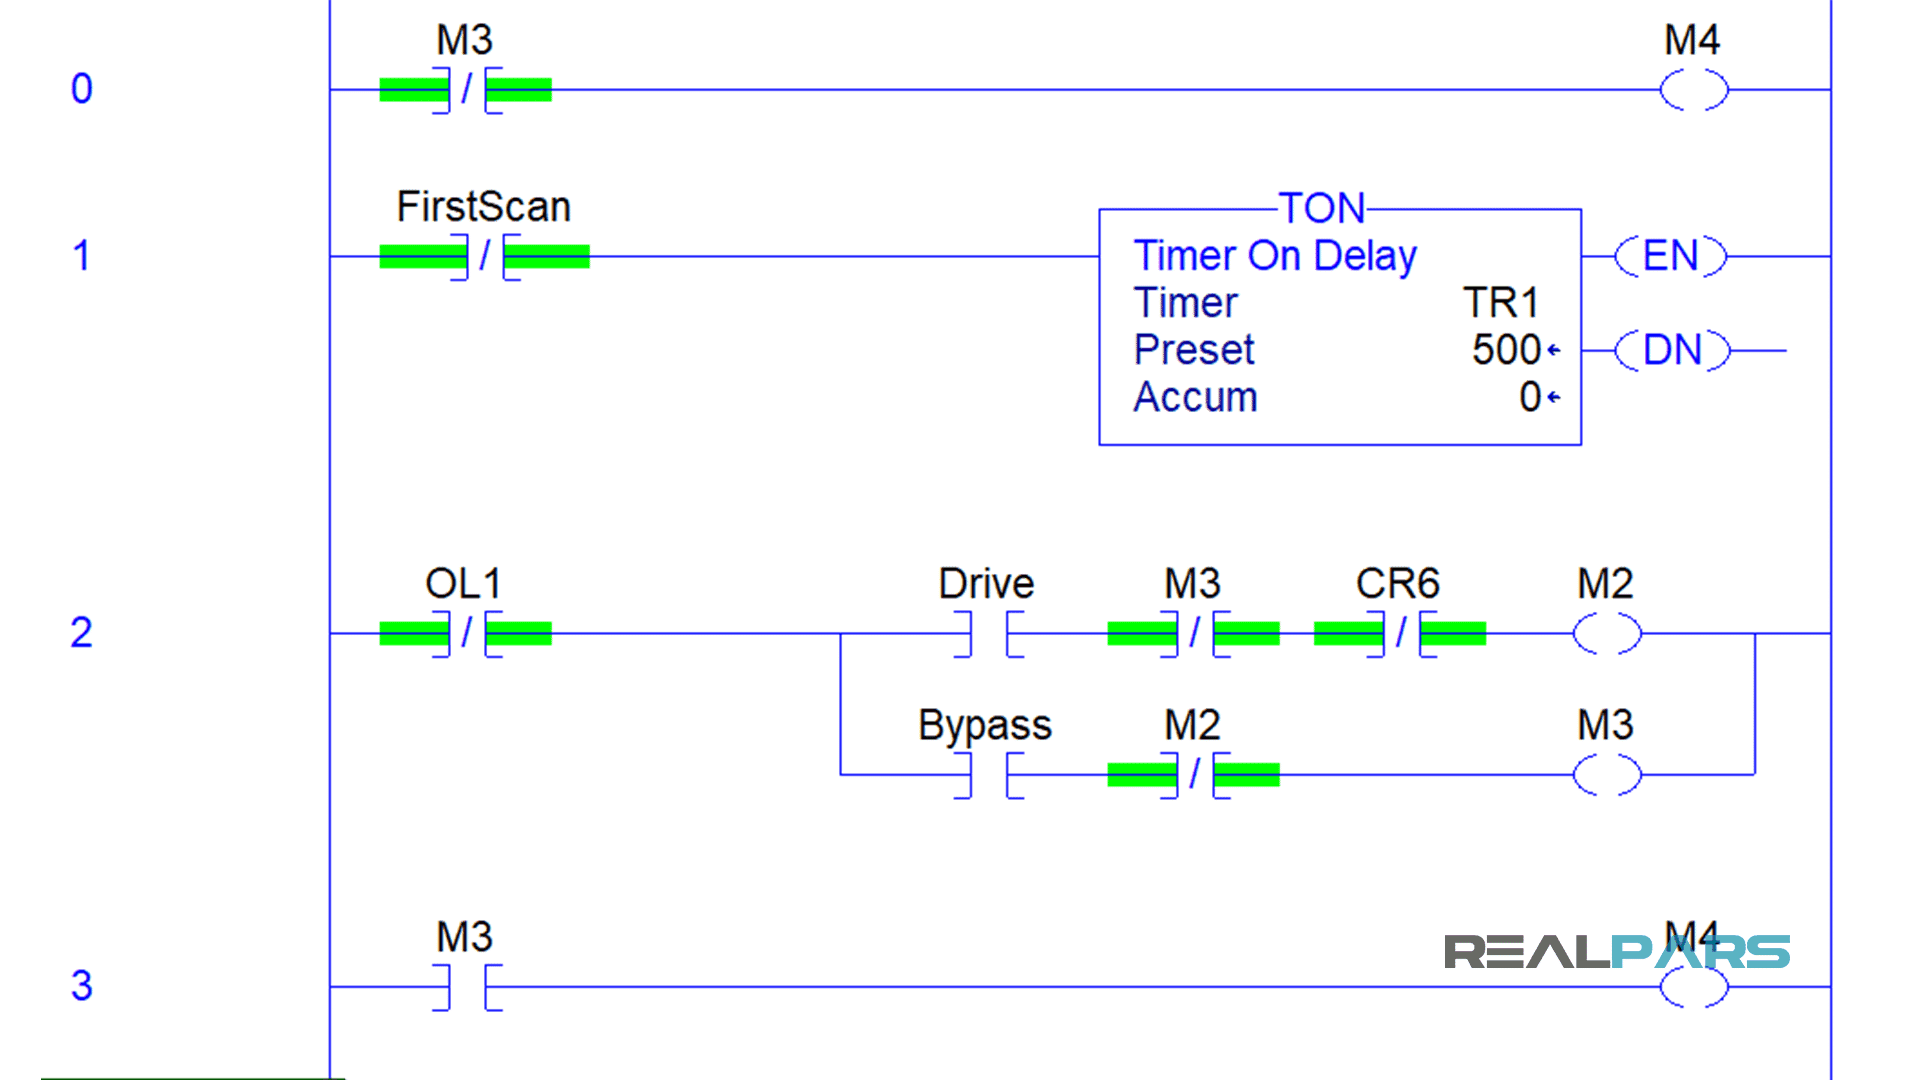 M3 M4
0
FirstScan
1
TON
Timer On Delay
Timer TR1
Preset 500
Accum 0
EN
DN
OL1 Drive M3 CR6 M2
2
Bypass M2 M3
M3 M4
3
REALPARS